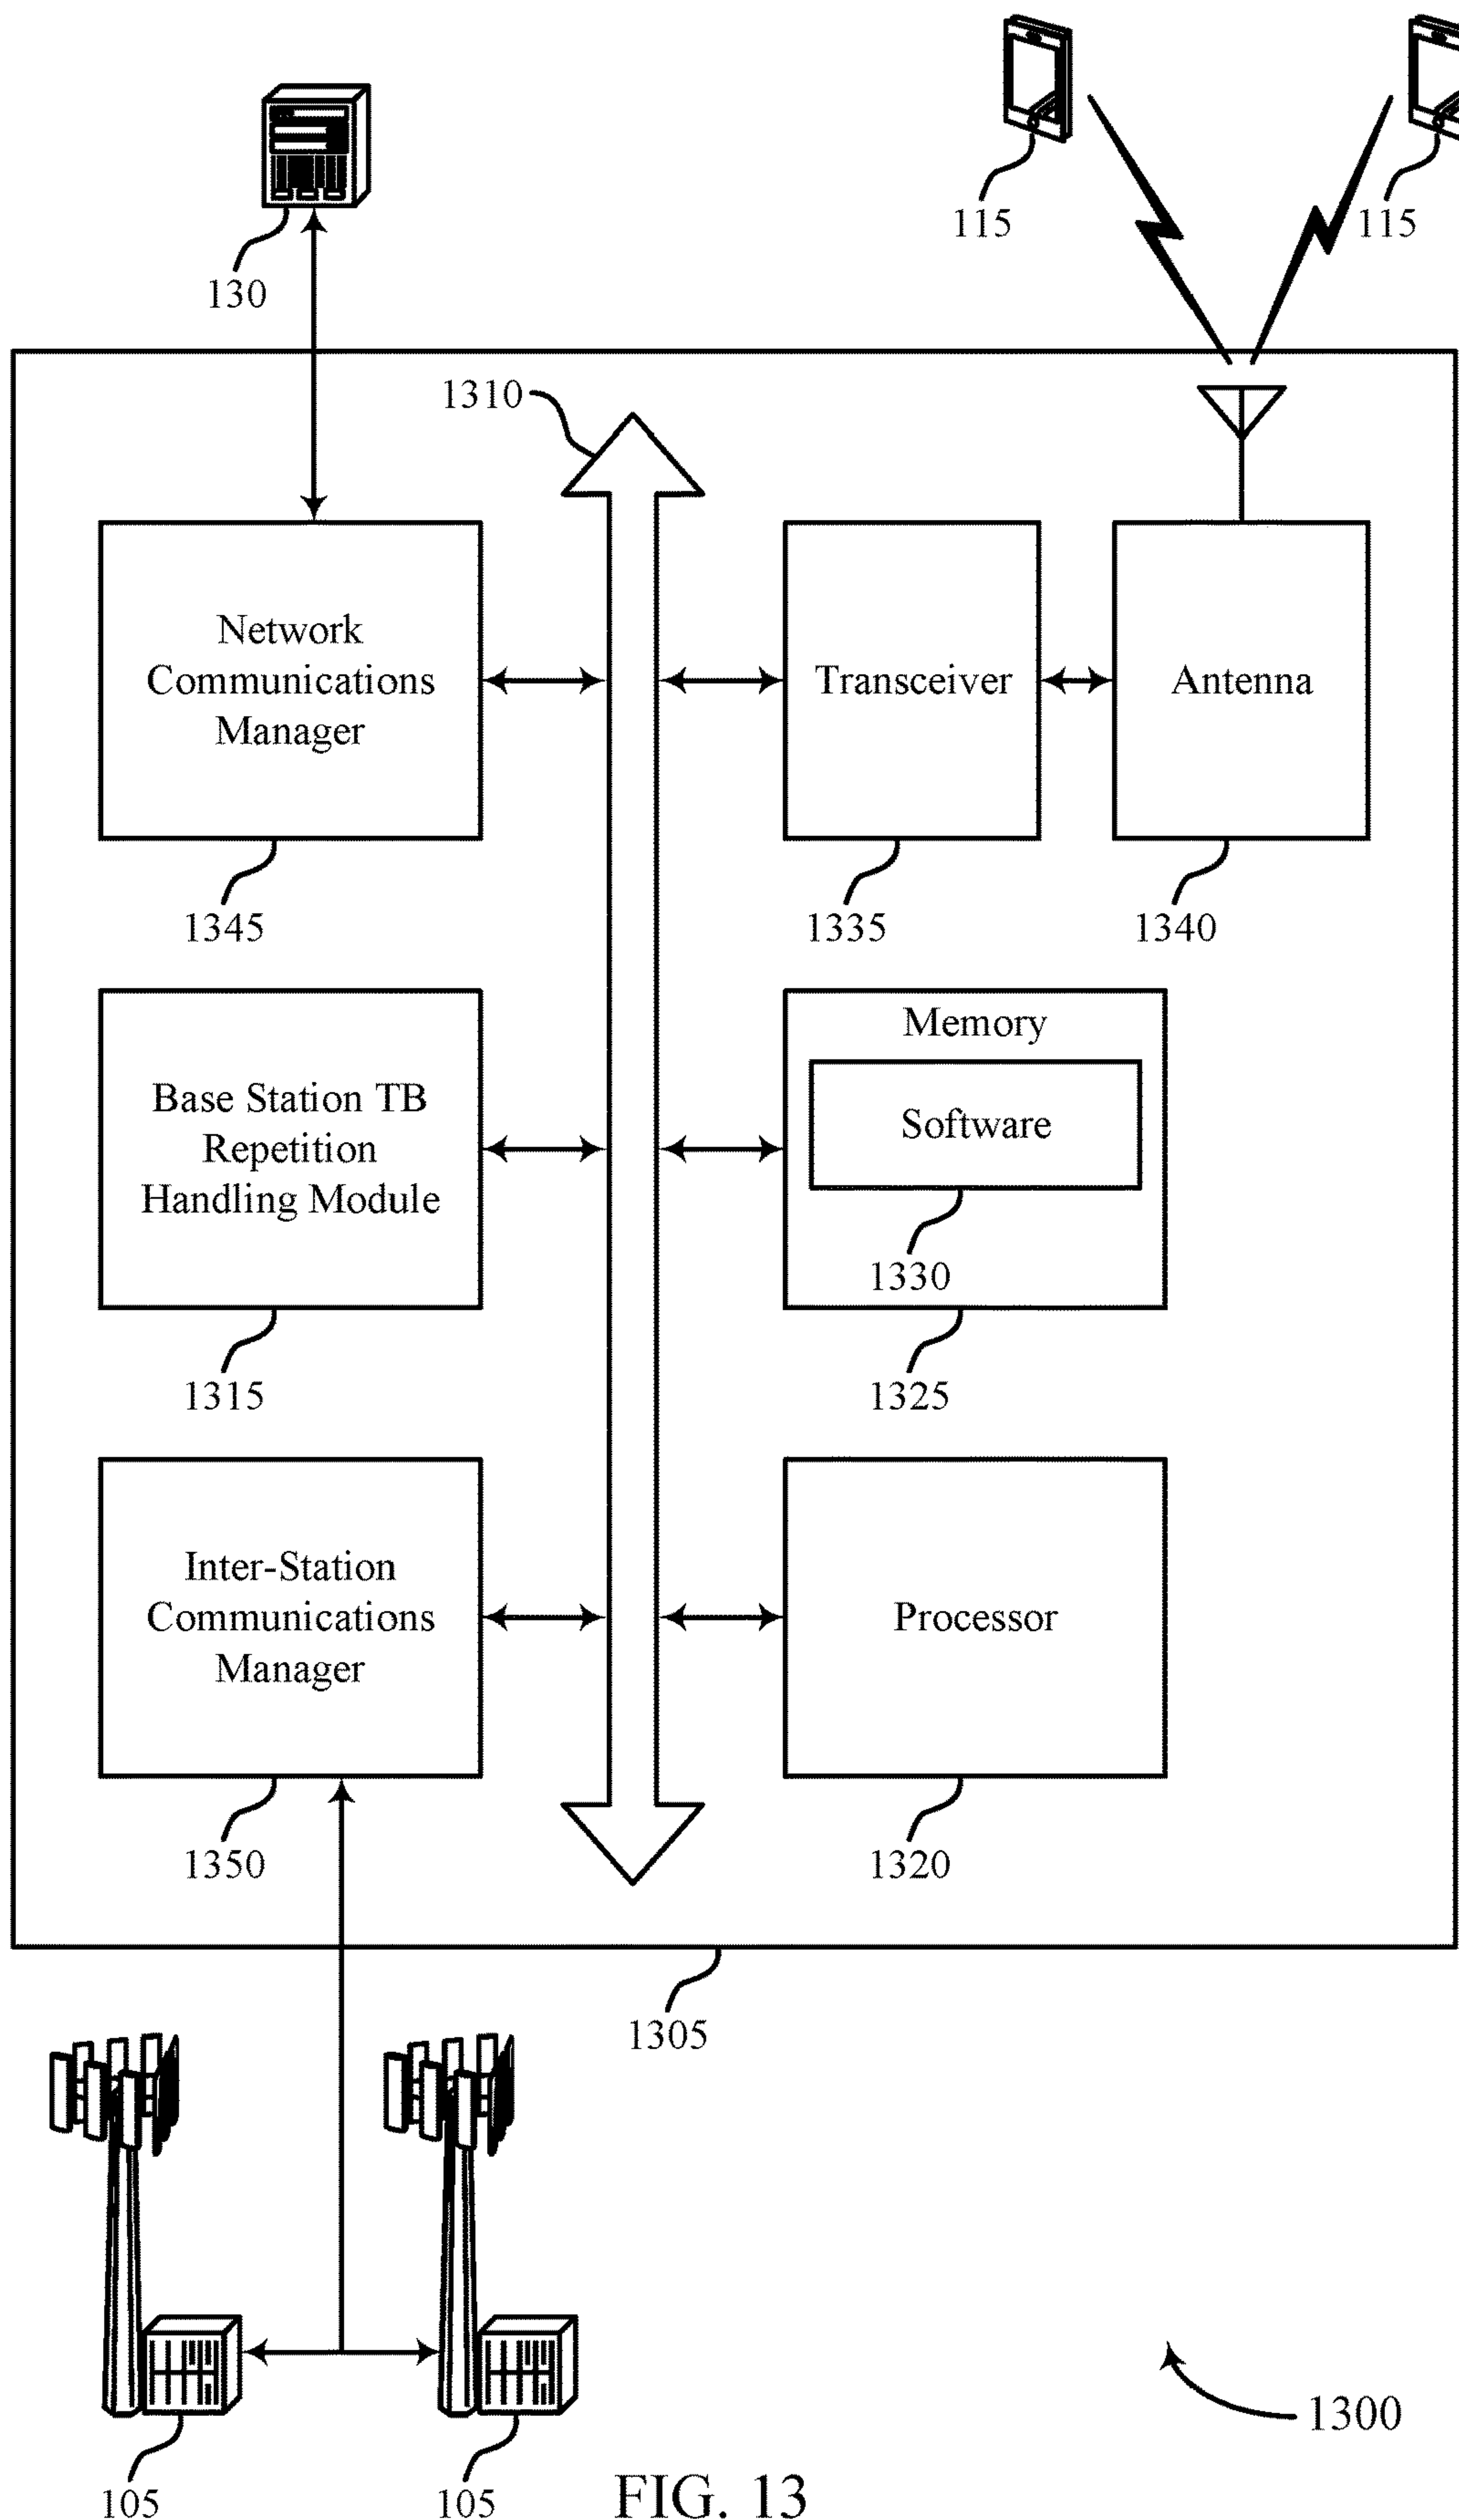 115
115
130
1310
Network
Communications
Manager
Transceiver
Antenna
1345
1335
1340
Base Station TB
Repetition
Handling Module
Memory
Software
1330
1315
1325
Inter-Station
Communications
Manager
Processor
1350
1320
1305
1300
105
105
FIG. 13